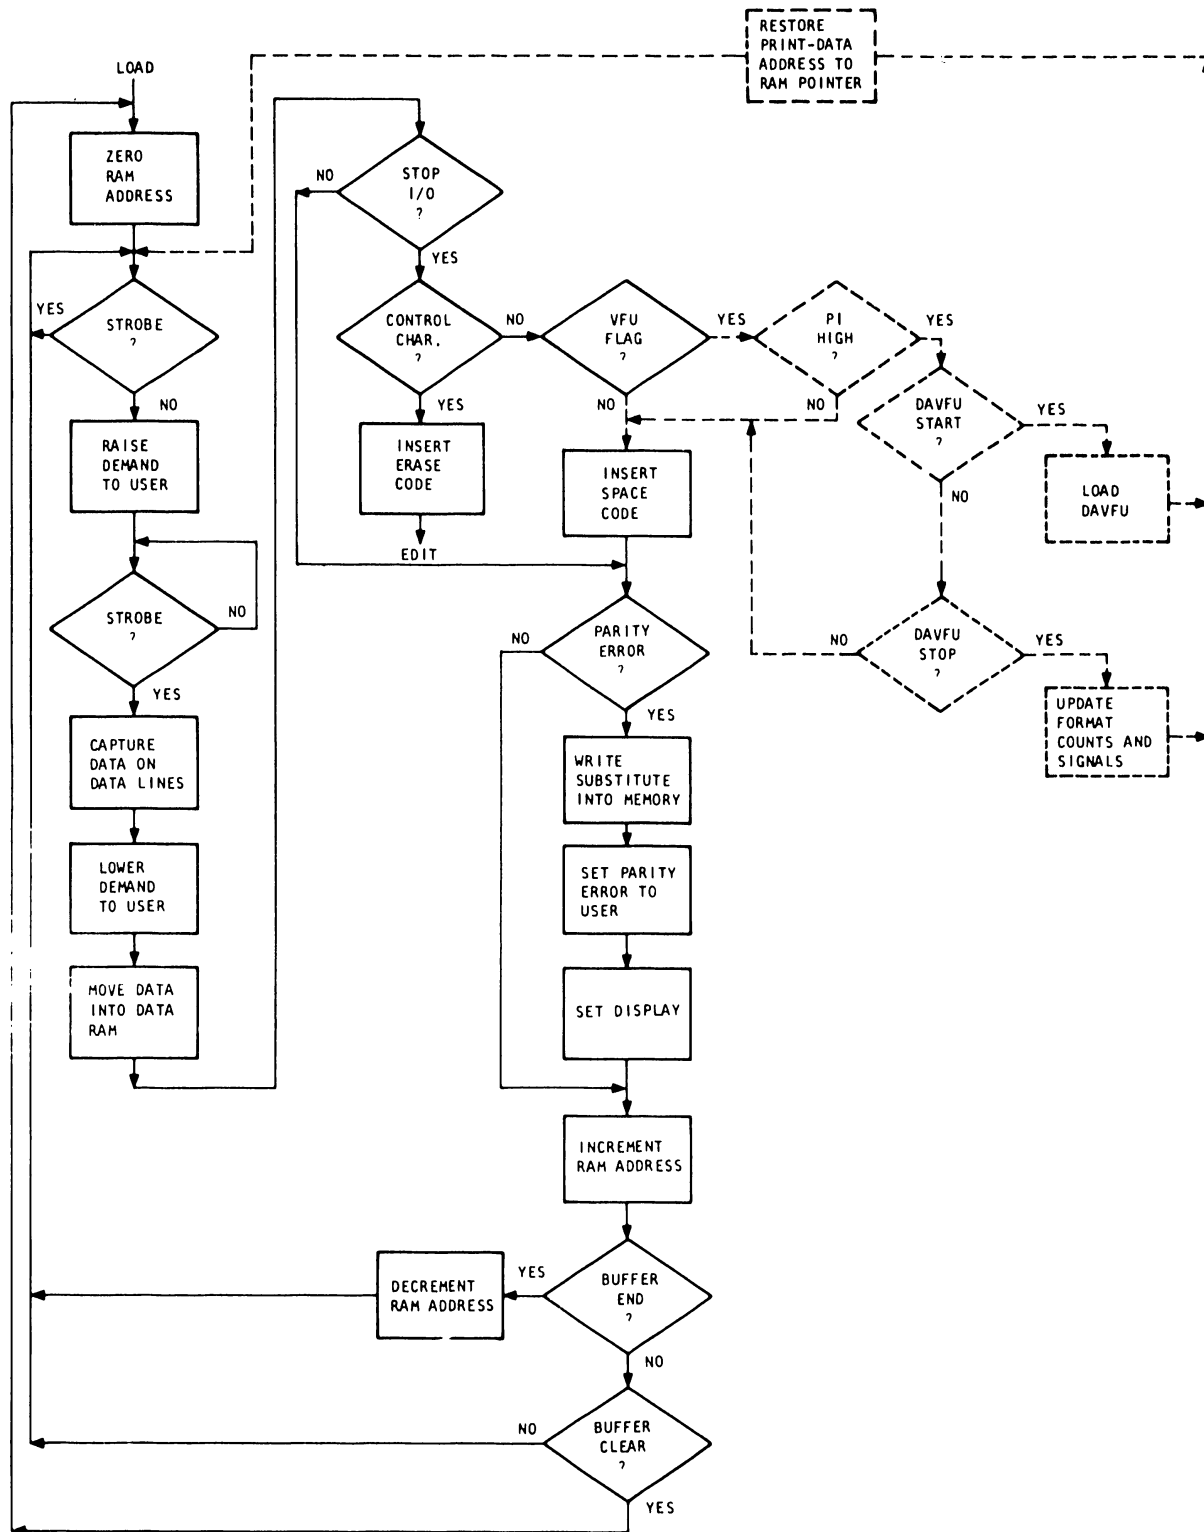 RESTORE
PRINT-DATA
ADDRESS TO
RAM POINTER
LOAD
ZERO
RAM
ADDRESS
YES
STROBE
?
NO
RAISE
DEMAND
TO USER
STROBE
?
NO
YES
CAPTURE
DATA ON
DATA LINES
LOWER
DEMAND
TO USER
MOVE DATA
INTO DATA
RAM
NO
STOP
I/O
?
YES
CONTROL
CHAR.
?
NO
YES
INSERT
ERASE
CODE
EDIT
VFU
FLAG
?
YES
NO
PI
HIGH
?
YES
NO
DAVFU
START
?
YES
NO
LOAD
DAVFU
DAVFU
STOP
?
NO
YES
UPDATE
FORMAT
COUNTS AND
SIGNALS
INSERT
SPACE
CODE
NO
PARITY
ERROR
?
YES
WRITE
SUBSTITUTE
INTO MEMORY
SET PARITY
ERROR TO
USER
SET DISPLAY
INCREMENT
RAM ADDRESS
YES
BUFFER
END
?
NO
DECREMENT
RAM ADDRESS
NO
BUFFER
CLEAR
?
YES